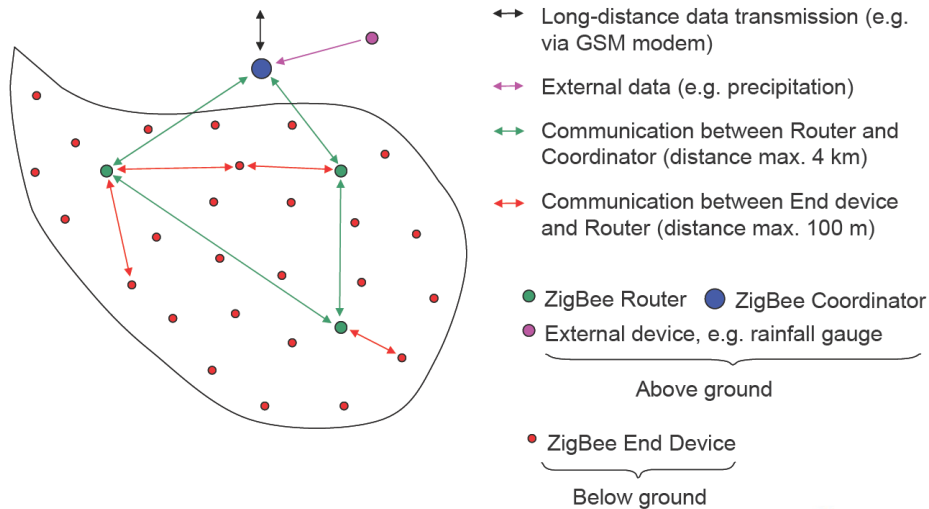 Long-distance data transmission (e.g.
via GSM modem)
External data (e.g. precipitation)
Communication between Router and
Coordinator (distance max. 4 km)
Communication between End device
and Router (distance max. 100 m)
ZigBee Router ZigBee Coordinator
External device, e.g. rainfall gauge
Above ground
ZigBee End Device
Below ground